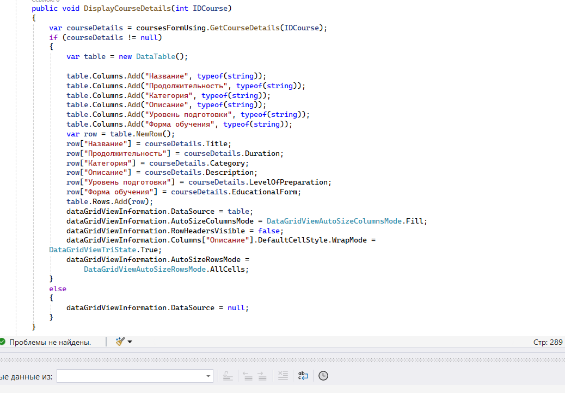 public void DisplayCourseDetails(int IDCourse)
{
var courseDetails = coursesFormUsing.GetCourseDetails(IDCourse);
if (courseDetails != null)
{
var table = new DataTable();
table.Columns.Add("Название", typeof(string));
table.Columns.Add("Продолжительность", typeof(string));
table.Columns.Add("Категория", typeof(string));
table.Columns.Add("Описание", typeof(string));
table.Columns.Add("Уровень подготовки", typeof(string));
table.Columns.Add("Форма обучения", typeof(string));
var row = table.NewRow();
row["Название"] = courseDetails.Title;
row["Продолжительность"] = courseDetails.Duration;
row["Категория"] = courseDetails.Category;
row["Описание"] = courseDetails.Description;
row["Уровень подготовки"] = courseDetails.LevelOfPreparation;
row["Форма обучения"] = courseDetails.EducationalForm;
table.Rows.Add(row);
dataGridViewInformation.DataSource = table;
dataGridViewInformation.AutoSizeColumnsMode = DataGridViewAutoSizeColumnsMode.Fill;
dataGridViewInformation.RowHeadersVisible = false;
dataGridViewInformation.Columns["Описание"].DefaultCellStyle.WrapMode =
DataGridViewTriState.True;
dataGridViewInformation.AutoSizeRowsMode =
DataGridViewAutoSizeRowsMode.AllCells;
}
else
{
dataGridViewInformation.DataSource = null;
}
}
Проблемы не найдены. Стр: 289
ые данные из: